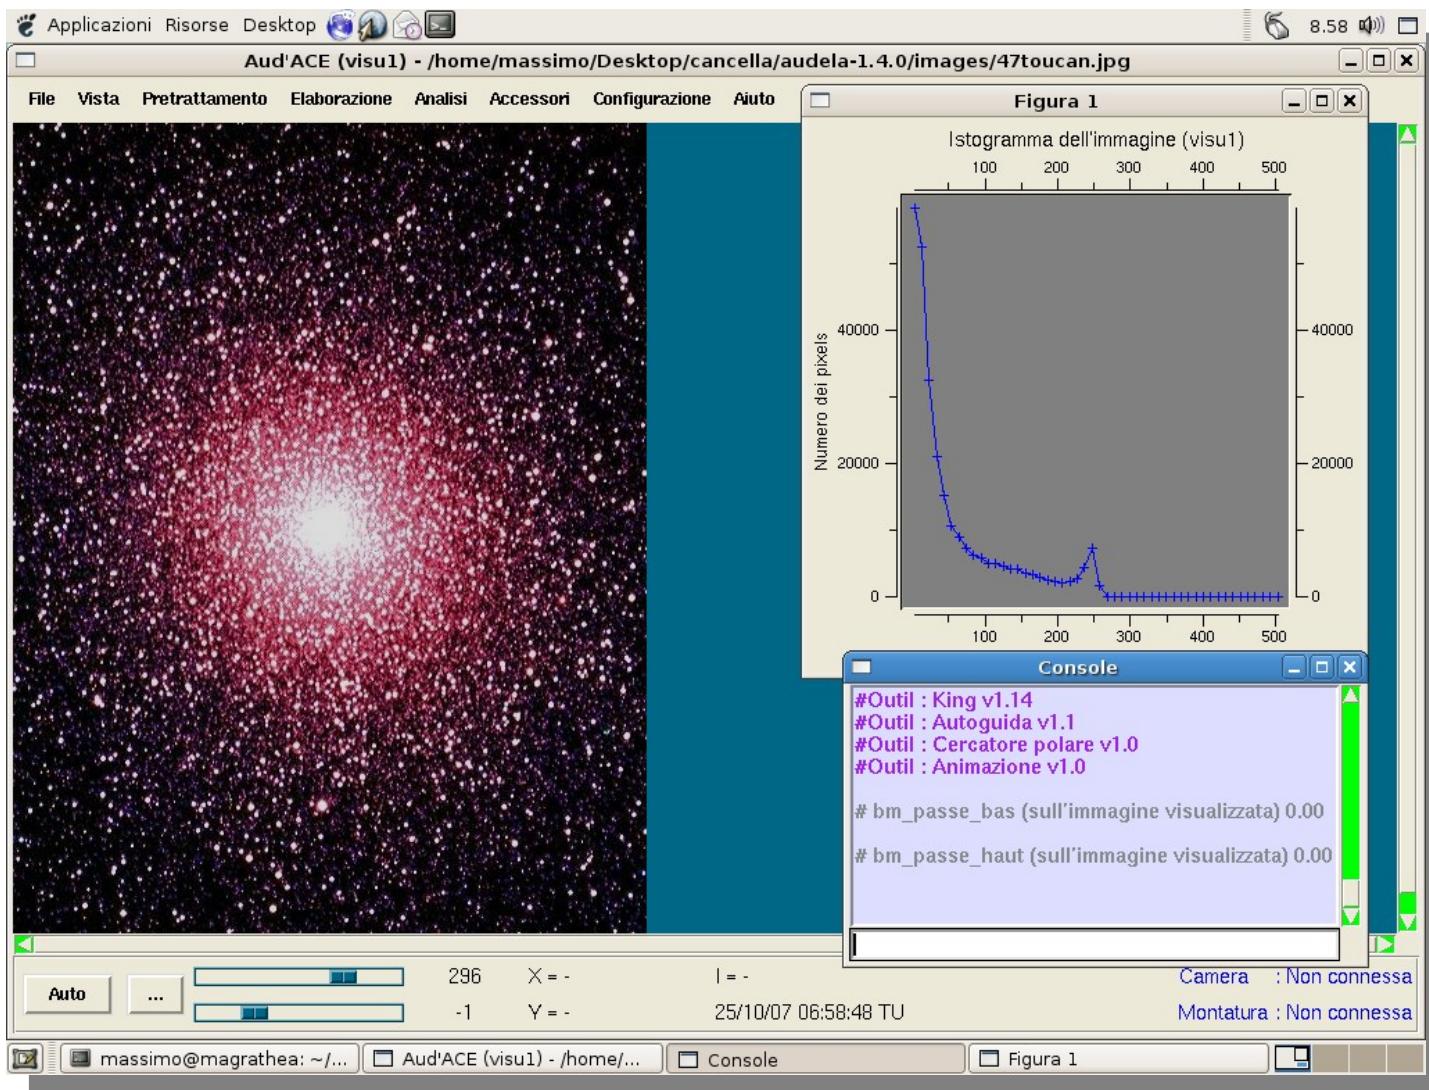 Applicazioni Risorse Desktop 8.58
Aud'ACE (visu1) - /home/massimo/Desktop/cancella/audela-1.4.0/images/47toucan.jpg
File Vista Pretrattamento Elaborazione Analisi Accessori Configurazione Aiuto
Figura 1
Istogramma dell'immagine (visu1)
100 200 300 400 500
Numero dei pixels
40000 40000
20000 20000
0 0
100 200 300 400 500
Console
#Outil : King v1.14
#Outil : Autoguida v1.1
#Outil : Cercatore polare v1.0
#Outil : Animazione v1.0
# bm_passe_bas (sull'immagine visualizzata) 0.00
# bm_passe_haut (sull'immagine visualizzata) 0.00
Auto ... 296 X = - I = - Camera : Non connessa
-1 Y = - 25/10/07 06:58:48 TU Montatura : Non connessa
massimo@magrathea: ~/... Aud'ACE (visu1) - /home/... Console Figura 1